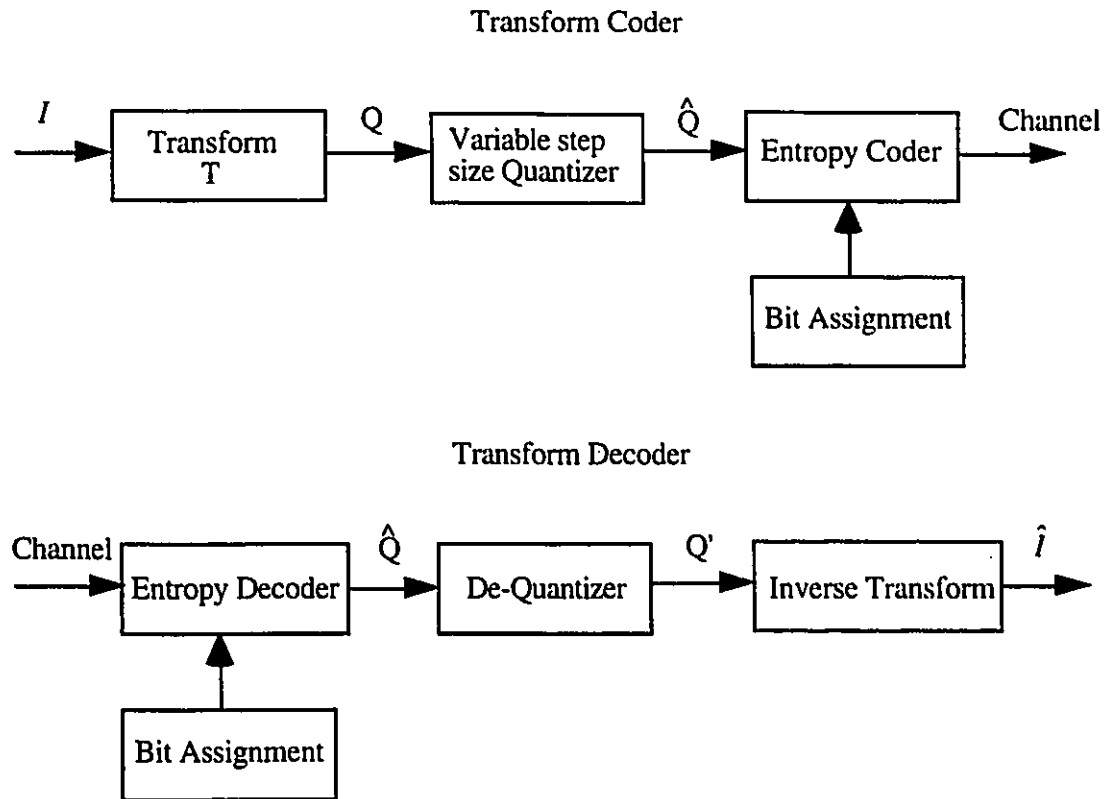 Transform Coder
I
Transform
T
Q
Variable step
size Quantizer
Q̂
Entropy Coder
Channel
Bit Assignment
Transform Decoder
Channel
Entropy Decoder
Q̂
De-Quantizer
Q'
Inverse Transform
Î
Bit Assignment